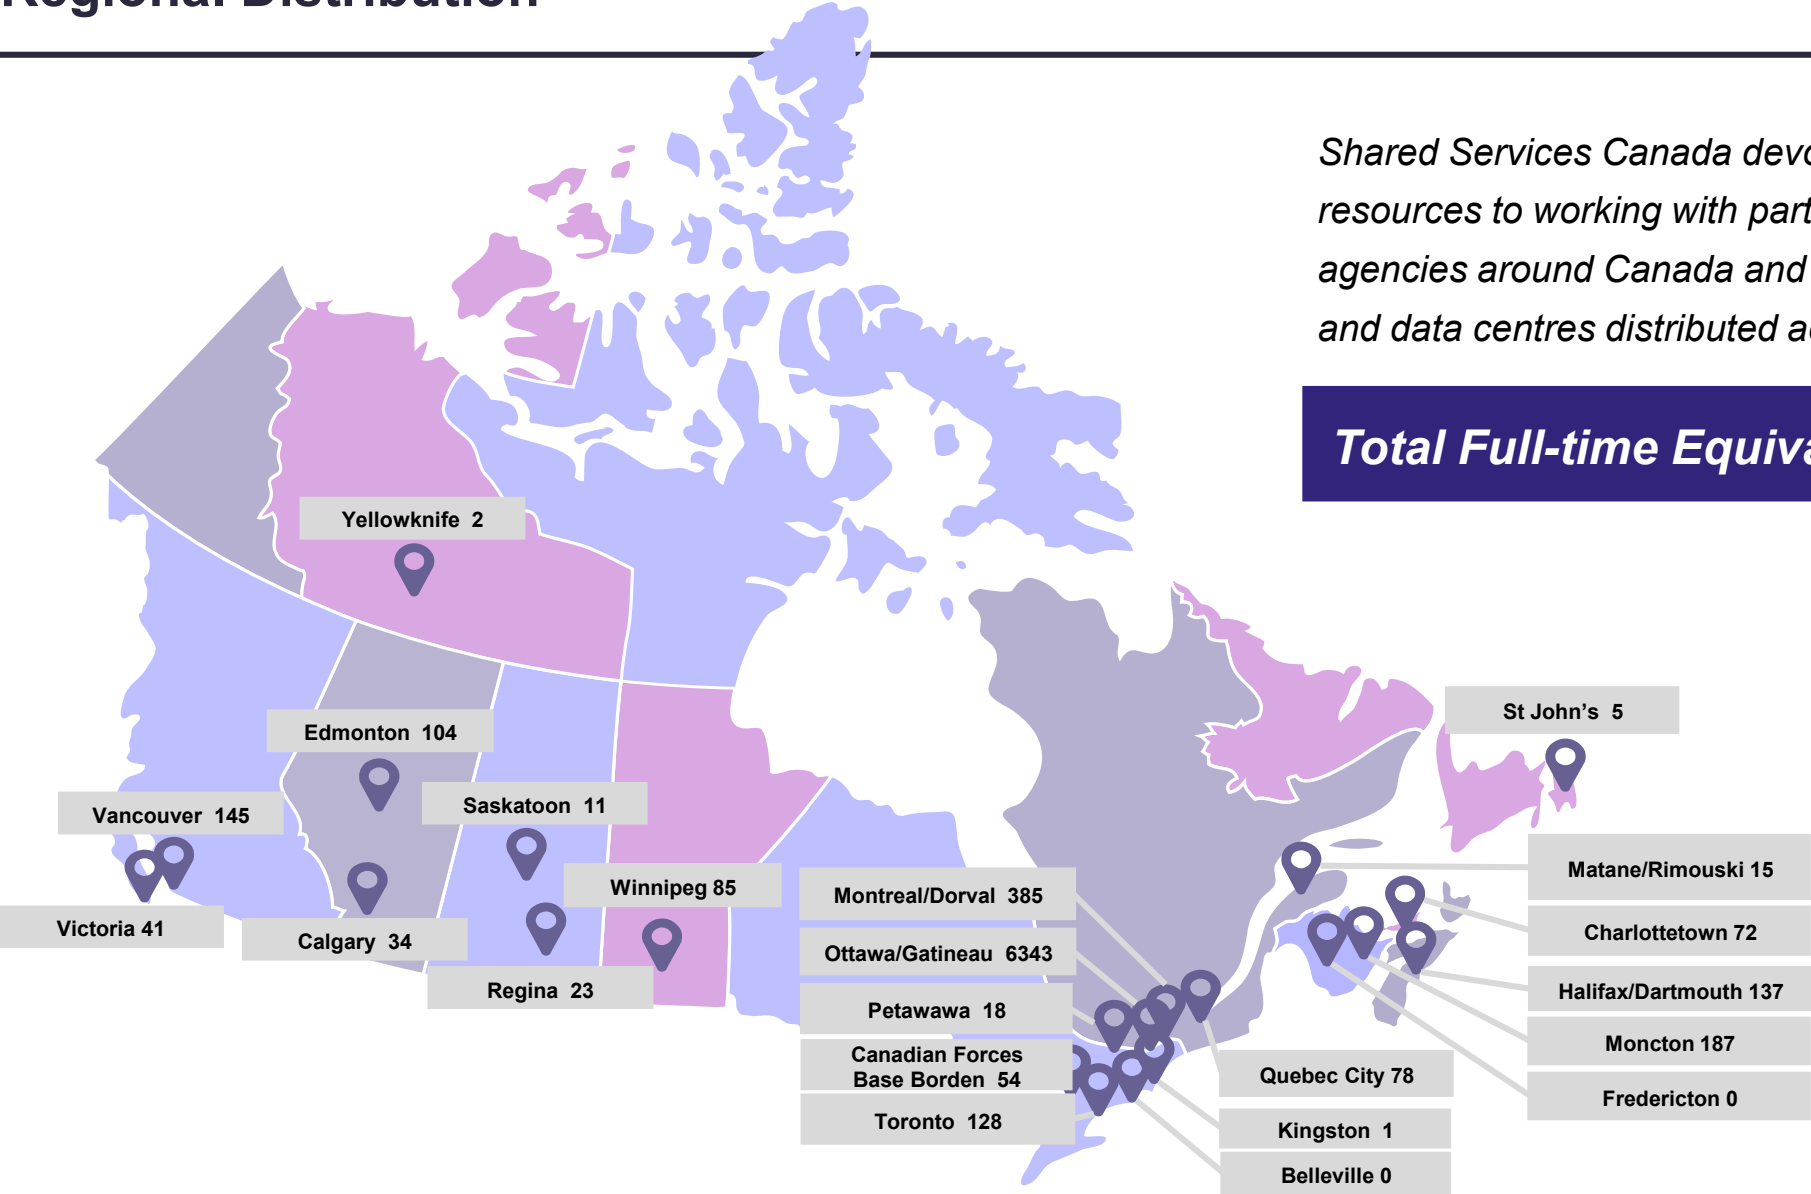 Regional Distribution
Shared Services Canada
resources to working with
agencies around Canada and
and data centres distributed
Total Full-time
Yellowknife 2
Edmonton 104
Vancouver 145
Saskatoon 11
Winnipeg 85
Victoria 41
Calgary 34
Regina 23
Montreal/Dorval 385
Ottawa/Gatineau 6343
Petawawa 18
Canadian Forces
Base Borden 54
Toronto 128
Quebec City 78
Kingston 1
Belleville 0
St John's 5
Matane/Rimouski 15
Charlottetown 72
Halifax/Dartmouth 137
Moncton 187
Fredericton 0